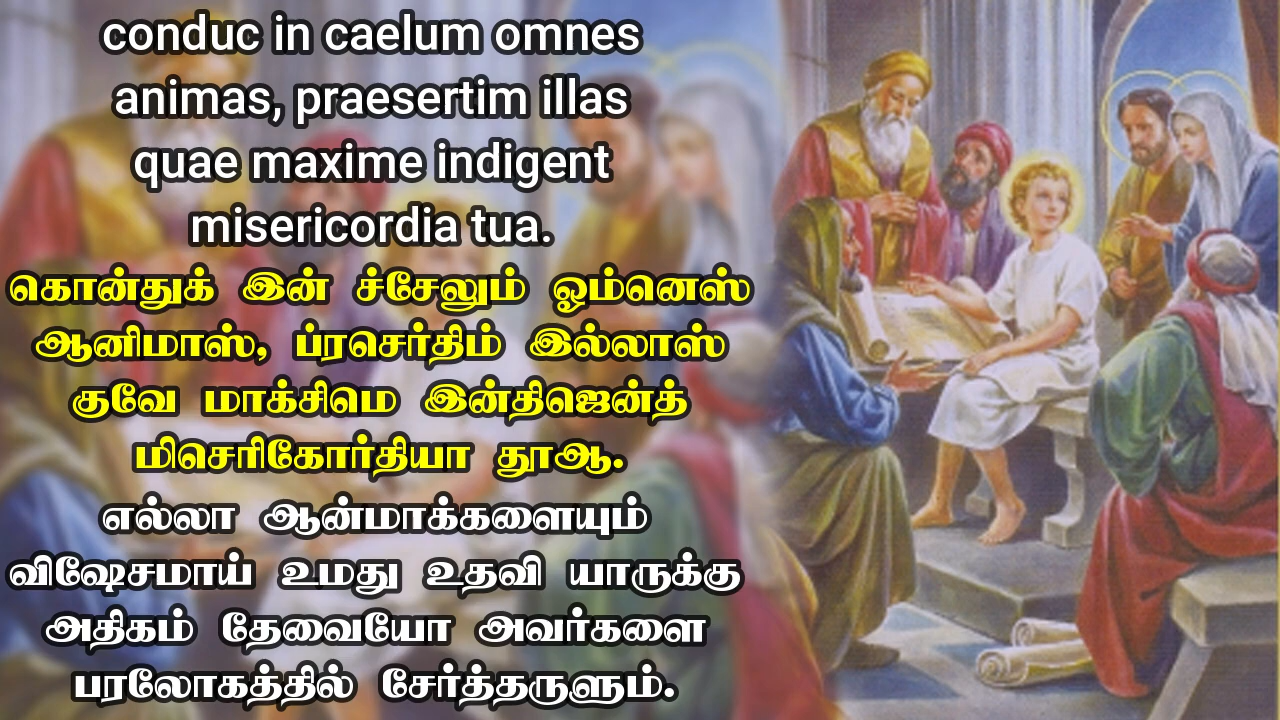 conduc in caelum omnes
animas, praesertim illas
quae maxime indigent
misericordia tua.
கொன்துக் இன் ச்சேலும் ஓம்னெஸ்
ஆனிமாஸ், ப்ரசெர்திம் இல்லாஸ்
குவே மாக்சிமெ இன்திஜென்த்
மிசெரிகோர்தியா தூஆ.
எல்லா ஆன்மாக்களையும்
விஷேசமாய் உமது உதவி யாருக்கு
அதிகம் தேவையோ அவர்களை
பரலோகத்தில் சேர்த்தருளும்.